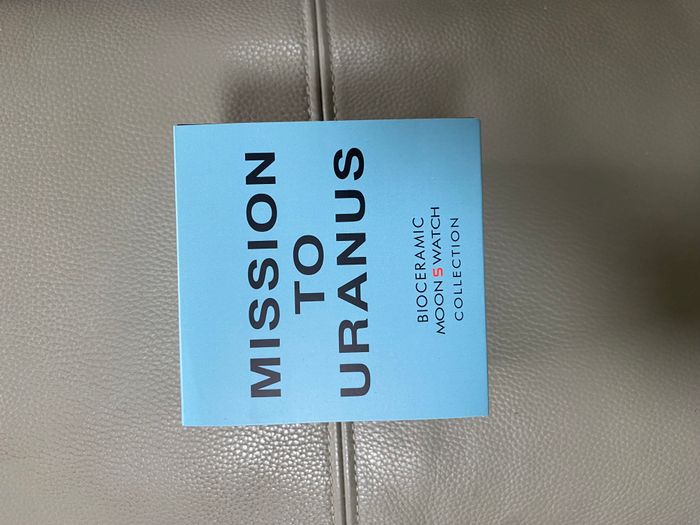 MISSION
TO
URANUS
BIOCERAMIC
MOONSWATCH
COLLECTION